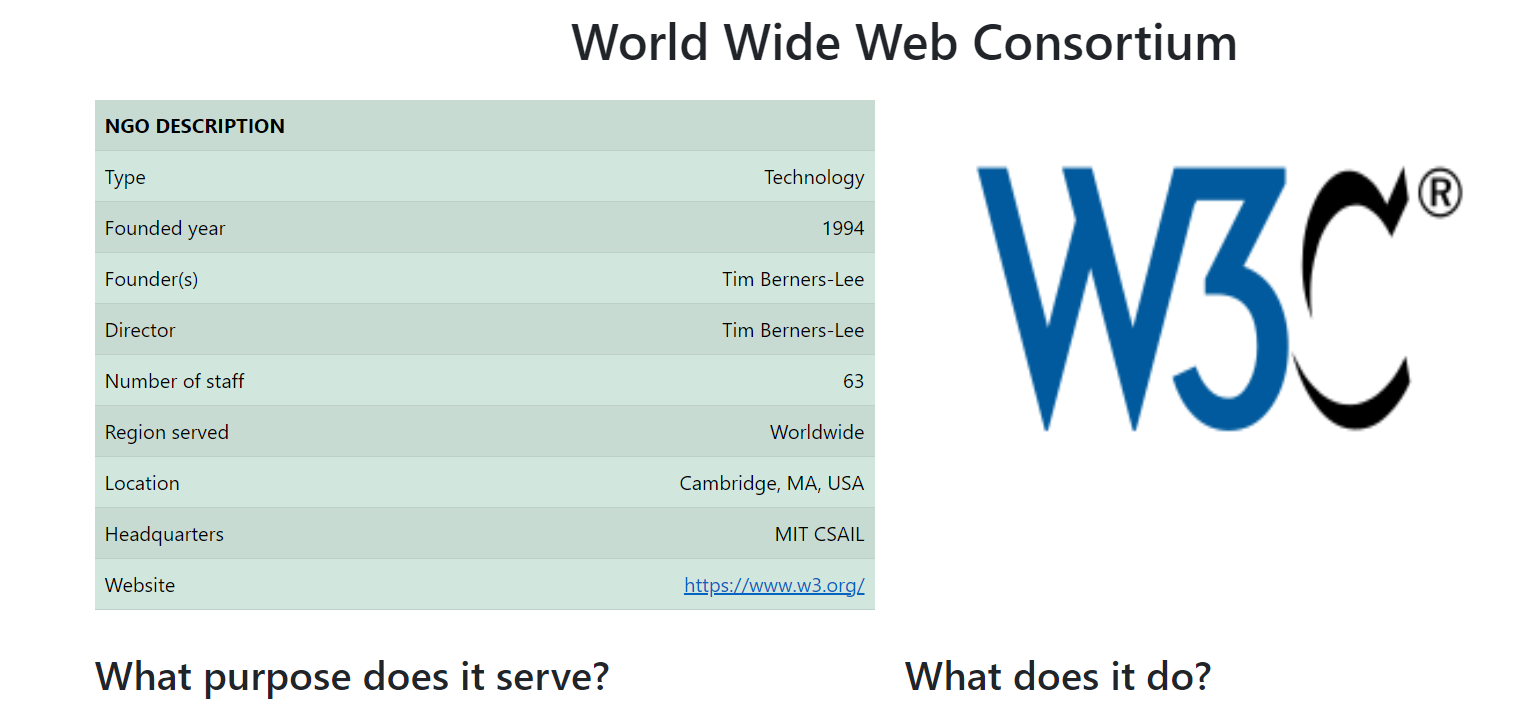 World Wide Web Consortium
NGO DESCRIPTION
Type Technology
Founded year 1994
Founder(s) Tim Berners-Lee
Director Tim Berners-Lee
Number of staff 63
Region served Worldwide
Location Cambridge, MA, USA
Headquarters MIT CSAIL
Website https://www.w3.org/
W3C®
What purpose does it serve?
What does it do?